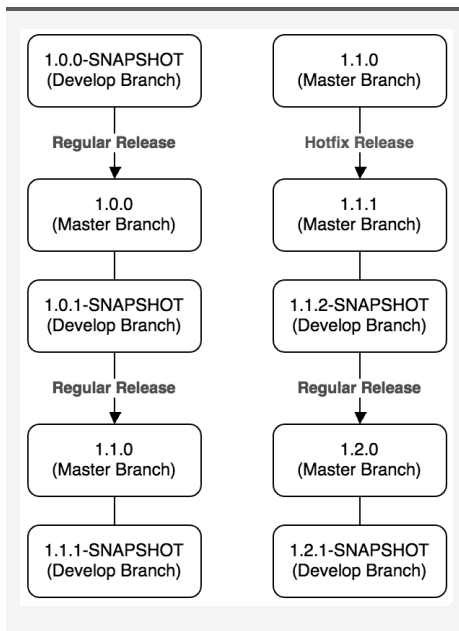 1.0.0-SNAPSHOT
(Develop Branch)
Regular Release
1.0.0
(Master Branch)
1.0.1-SNAPSHOT
(Develop Branch)
Regular Release
1.1.0
(Master Branch)
1.1.1-SNAPSHOT
(Develop Branch)
1.1.0
(Master Branch)
Hotfix Release
1.1.1
(Master Branch)
1.1.2-SNAPSHOT
(Develop Branch)
Regular Release
1.2.0
(Master Branch)
1.2.1-SNAPSHOT
(Develop Branch)